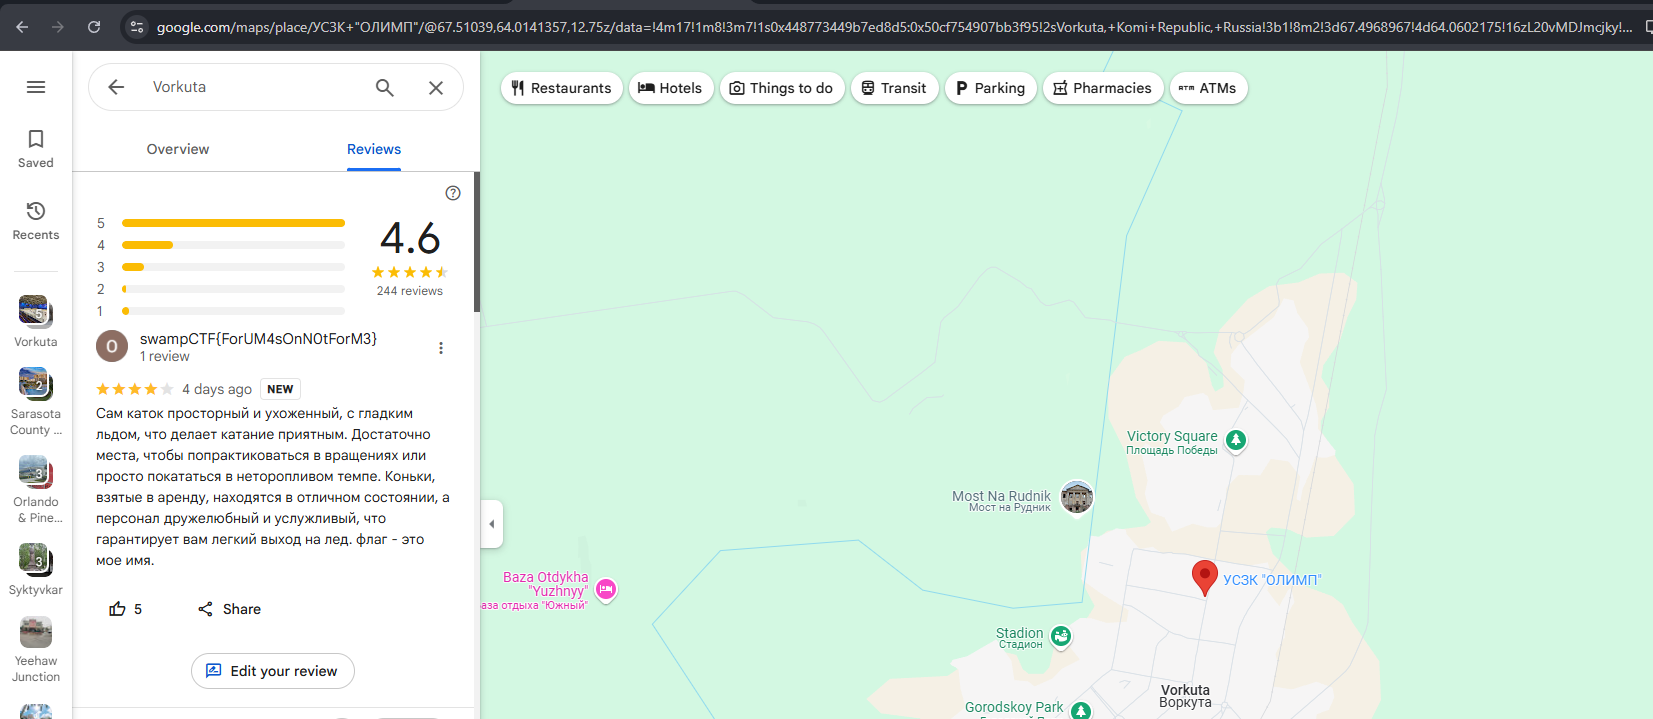 google.com/maps/place/УСЗК+"ОЛИМП"/@67.51039,64.0141357,12.75z/data=!4m17!1m8!3m7!1s0x448773449b7ed8d5:0x50cf754907bb3f95!2sVorkuta,+Komi+Republic,+Russia!3b1!8m2!3d67.4968967!4d64.0602175!16zL20vMDJmcjky!...
Vorkuta
Saved
Recents
Vorkuta
5
Sarasota
County ...
2
Orlando
& Pine...
3
Syktyvkar
3
Yeehaw
Junction
Overview
Reviews
5
4
3
2
1
4.6
244 reviews
O
swampCTF{ForUM4sOnN0tForM3}
1 review
4 days ago NEW
Сам каток просторный и ухоженный, с гладким
льдом, что делает катание приятным. Достаточно
места, чтобы попрактиковаться в вращениях или
просто покататься в неторопливом темпе. Коньки,
взятые в аренду, находятся в отличном состоянии, а
персонал дружелюбный и услужливый, что
гарантирует вам легкий выход на лед. флаг - это
мое имя.
5
Share
Edit your review
Restaurants
Hotels
Things to do
Transit
Parking
Pharmacies
ATM ATMs
Victory Square
Площадь Победы
Most Na Rudnik
Мост на Рудник
Baza Otdykha
"Yuzhnyy"
База отдыха "Южный"
УСЗК "ОЛИМП"
Stadion
Стадион
Vorkuta
Воркута
Gorodskoy Park